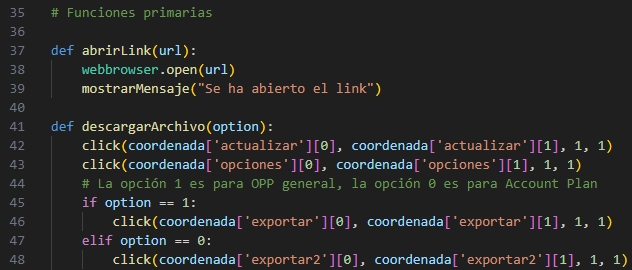 35 # Funciones primarias
36
37 def abrirLink(url):
38     webbrowser.open(url)
39     mostrarMensaje("Se ha abierto el link")
40
41 def descargarArchivo(option):
42     click(coordenada['actualizar'][0], coordenada['actualizar'][1], 1, 1)
43     click(coordenada['opciones'][0], coordenada['opciones'][1], 1, 1)
44     # La opción 1 es para OPP general, la opción 0 es para Account Plan
45     if option == 1:
46         click(coordenada['exportar'][0], coordenada['exportar'][1], 1, 1)
47     elif option == 0:
48         click(coordenada['exportar2'][0], coordenada['exportar2'][1], 1, 1)